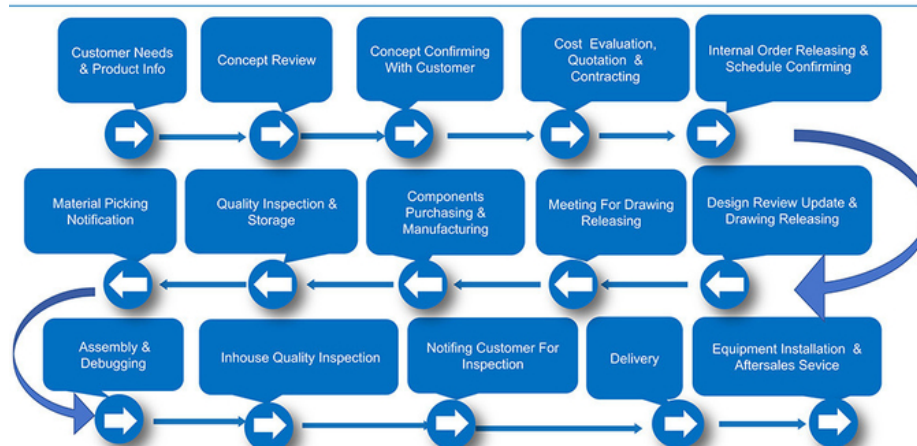 Customer Needs
& Product Info
Concept Review
Concept Confirming
With Customer
Cost Evaluation,
Quotation &
Contracting
Internal Order Releasing &
Schedule Confirming
Material Picking
Notification
Quality Inspection &
Storage
Components
Purchasing &
Manufacturing
Meeting For Drawing
Releasing
Design Review Update &
Drawing Releasing
Assembly &
Debugging
Inhouse Quality Inspection
Notifing Customer For
Inspection
Delivery
Equipment Installation &
Aftersales Sevice